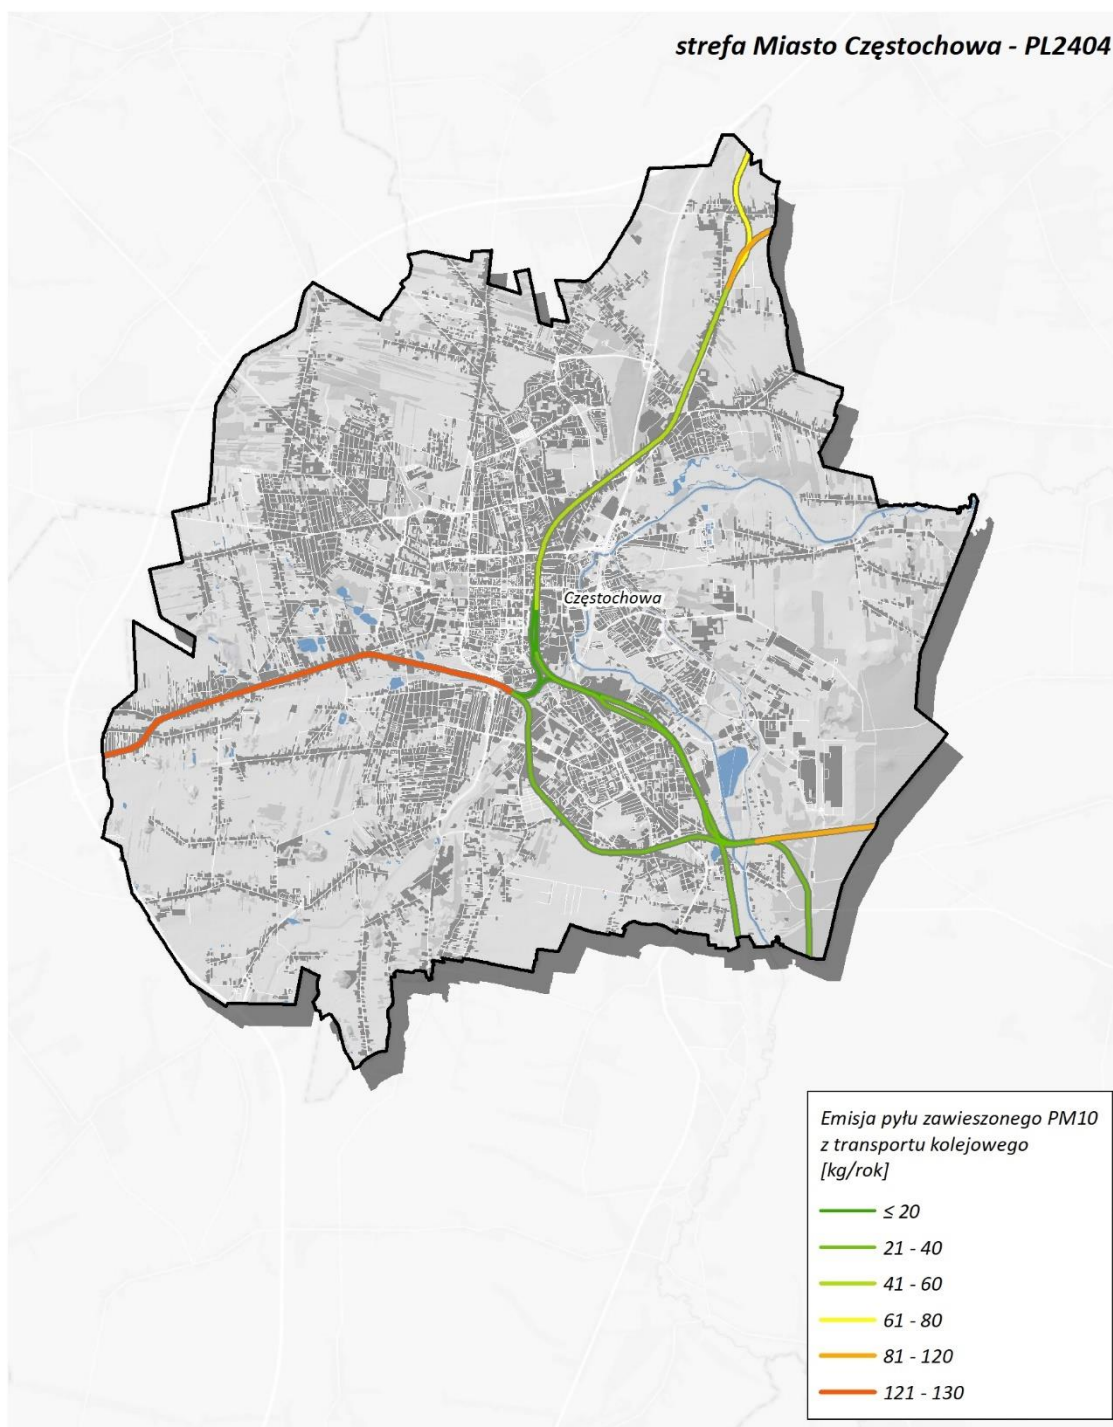 strefa Miasto Częstochowa - PL2404
Częstochowa
Emisja pyłu zawieszonego PM10
z transportu kolejowego
[kg/rok]
≤ 20
21 - 40
41 - 60
61 - 80
81 - 120
121 - 130